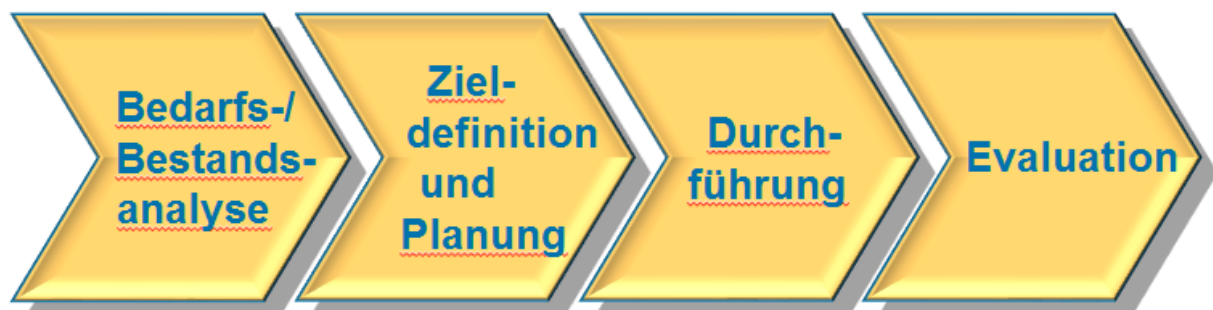 Bedarfs-/
Bestands-
analyse
Ziel-
definition
und
Planung
Durch-
führung
Evaluation